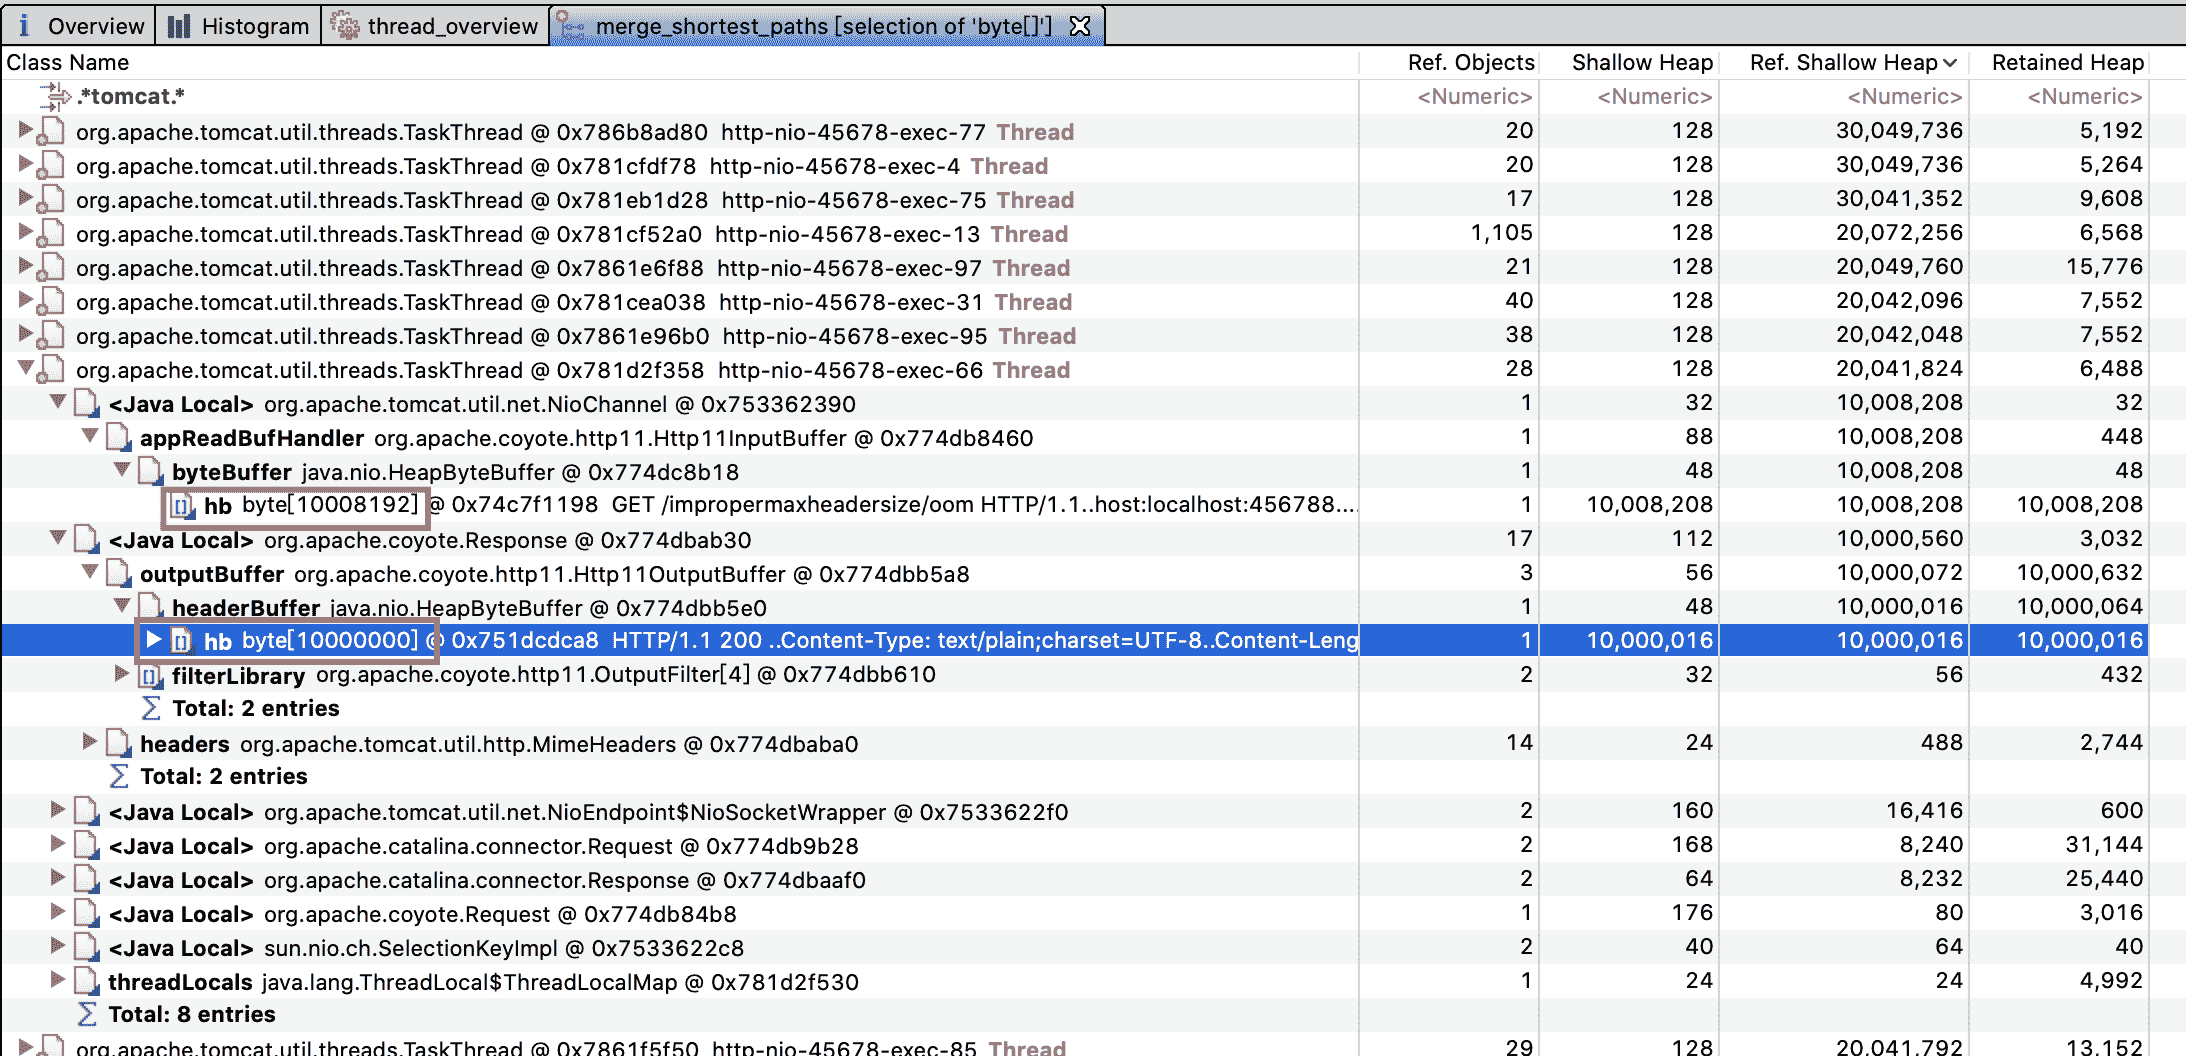 Overview Histogram thread_overview merge_shortest_paths [selection of 'byte[]']
Class Name Ref. Objects Shallow Heap Ref. Shallow Heap Retained Heap
.*tomcat.* <Numeric> <Numeric> <Numeric> <Numeric>
org.apache.tomcat.util.threads.TaskThread @ 0x786b8ad80 http-nio-45678-exec-77 Thread 20 128 30,049,736 5,192
org.apache.tomcat.util.threads.TaskThread @ 0x781cfdf78 http-nio-45678-exec-4 Thread 20 128 30,049,736 5,264
org.apache.tomcat.util.threads.TaskThread @ 0x781eb1d28 http-nio-45678-exec-75 Thread 17 128 30,041,352 9,608
org.apache.tomcat.util.threads.TaskThread @ 0x781cf52a0 http-nio-45678-exec-13 Thread 1,105 128 20,072,256 6,568
org.apache.tomcat.util.threads.TaskThread @ 0x7861e6f88 http-nio-45678-exec-97 Thread 21 128 20,049,760 15,776
org.apache.tomcat.util.threads.TaskThread @ 0x781cea038 http-nio-45678-exec-31 Thread 40 128 20,042,096 7,552
org.apache.tomcat.util.threads.TaskThread @ 0x7861e96b0 http-nio-45678-exec-95 Thread 38 128 20,042,048 7,552
org.apache.tomcat.util.threads.TaskThread @ 0x781d2f358 http-nio-45678-exec-66 Thread 28 128 20,041,824 6,488
<Java Local> org.apache.tomcat.util.net.NioChannel @ 0x753362390 1 32 10,008,208 32
appReadBufHandler org.apache.coyote.http11.Http11InputBuffer @ 0x774db8460 1 88 10,008,208 448
byteBuffer java.nio.HeapByteBuffer @ 0x774dc8b18 1 48 10,008,208 48
hb byte[10008192] @ 0x74c7f1198 GET /impropermaxheadersize/oom HTTP/1.1..host:localhost:456788.... 1 10,008,208 10,008,208 10,008,208
<Java Local> org.apache.coyote.Response @ 0x774dbab30 17 112 10,000,560 3,032
outputBuffer org.apache.coyote.http11.Http11OutputBuffer @ 0x774dbb5a8 3 56 10,000,072 10,000,632
headerBuffer java.nio.HeapByteBuffer @ 0x774dbb5e0 1 48 10,000,016 10,000,064
hb byte[10000000] @ 0x751dcdca8 HTTP/1.1 200 ..Content-Type: text/plain;charset=UTF-8..Content-Leng 1 10,000,016 10,000,016 10,000,016
filterLibrary org.apache.coyote.http11.OutputFilter[4] @ 0x774dbb610 2 32 56 432
Total: 2 entries
headers org.apache.tomcat.util.http.MimeHeaders @ 0x774dbaba0 14 24 488 2,744
Total: 2 entries
<Java Local> org.apache.tomcat.util.net.NioEndpoint$NioSocketWrapper @ 0x7533622f0 2 160 16,416 600
<Java Local> org.apache.catalina.connector.Request @ 0x774db9b28 2 168 8,240 31,144
<Java Local> org.apache.catalina.connector.Response @ 0x774dbaaf0 2 64 8,232 25,440
<Java Local> org.apache.coyote.Request @ 0x774db84b8 1 176 80 3,016
<Java Local> sun.nio.ch.SelectionKeyImpl @ 0x7533622c8 2 40 64 40
threadLocals java.lang.ThreadLocal$ThreadLocalMap @ 0x781d2f530 1 24 24 4,992
Total: 8 entries
org.apache.tomcat.util.threads.TaskThread @ 0x7861f5f50 http-nio-45678-exec-85 Thread 29 128 20,041,792 13,152